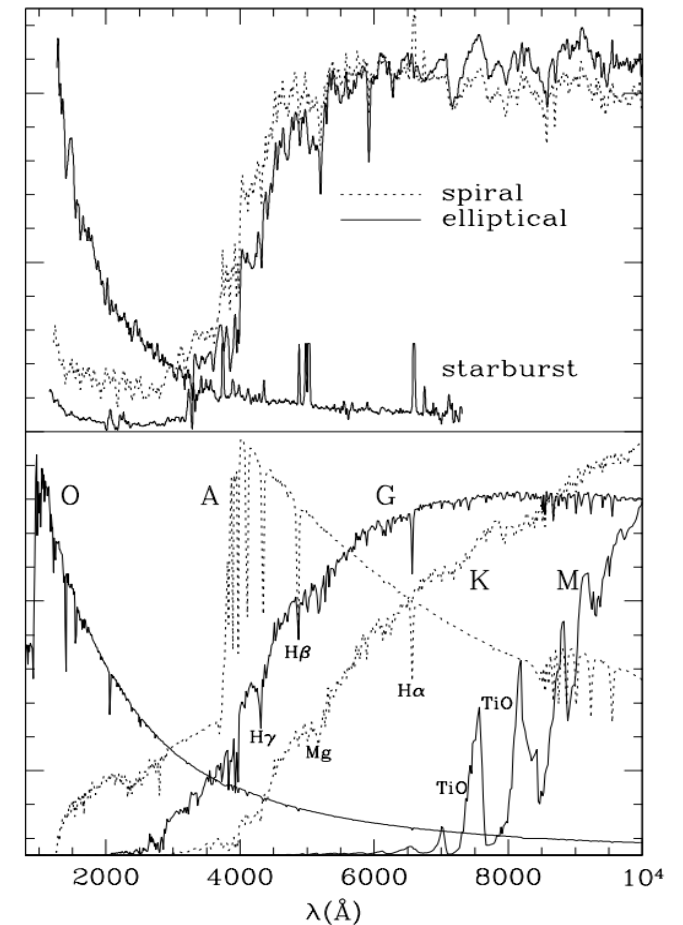 spiral
elliptical
starburst
O A G
K M
Hβ
Hα
TiO
Hγ
Mg
TiO
2000 4000 6000 8000 10⁴
λ(Å)